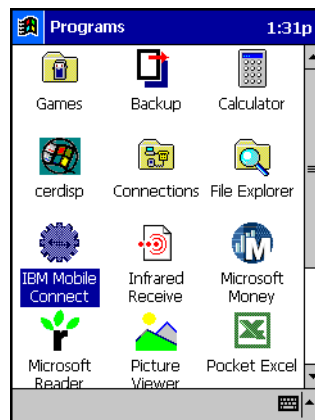 Programs 1:31p
Games Backup Calculator
cerdisp Connections File Explorer
IBM Mobile Connect
Infrared Receive
Microsoft Money
Microsoft Reader
Picture Viewer
Pocket Excel